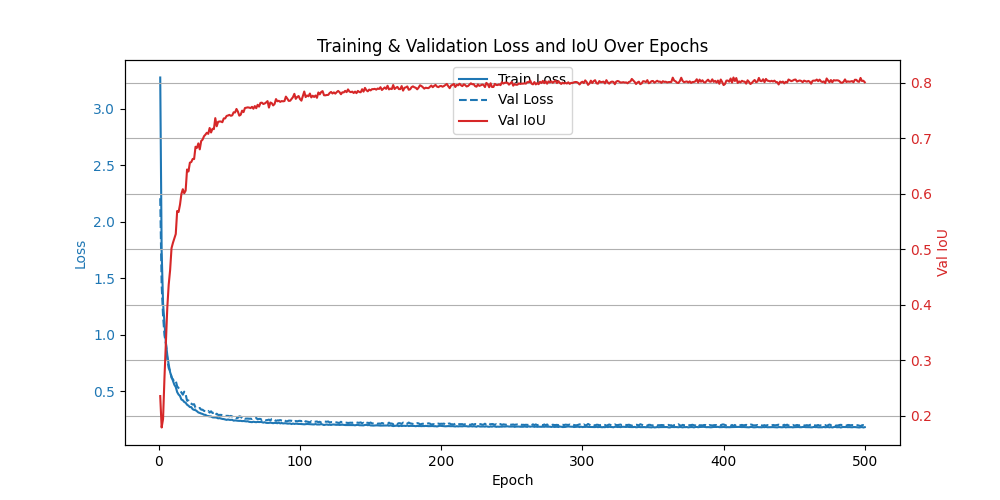 Training & Validation Loss and IoU Over Epochs
Train Loss
Val Loss
Val IoU
3.0
2.5
2.0
1.5
1.0
0.5
Loss
0.8
0.7
0.6
0.5
0.4
0.3
0.2
Val IoU
0
100
200
300
400
500
Epoch